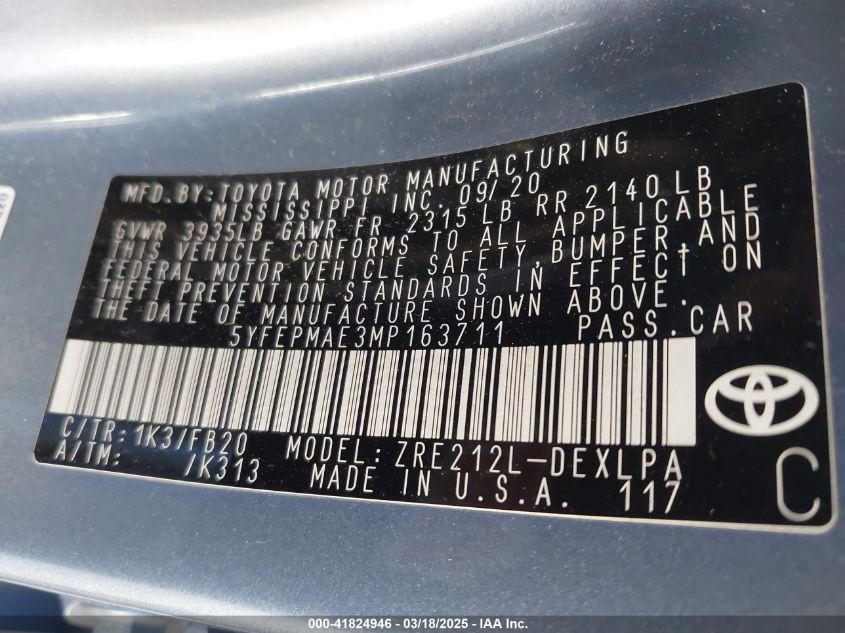 MFD. BY: TOYOTA MOTOR MANUFACTURING
MISSISSIPPI INC. 09/20
GVWR 3935LB GAWR FR 2315 LB RR 2140 LB
THIS VEHICLE CONFORMS TO ALL APPLICABLE
FEDERAL MOTOR VEHICLE SAFETY, BUMPER, AND
THEFT PREVENTION STANDARDS IN EFFECT ON
THE DATE OF MANUFACTURE SHOWN ABOVE.
5YFEPMAE3MP163711 PASS. CAR
C/TR: 1K3/FB20 MODEL: ZRE212L-DEXLPA
A/TM: /K313 MADE IN U.S.A. 117 C
000-41824946 - 03/18/2025 - IAA Inc.